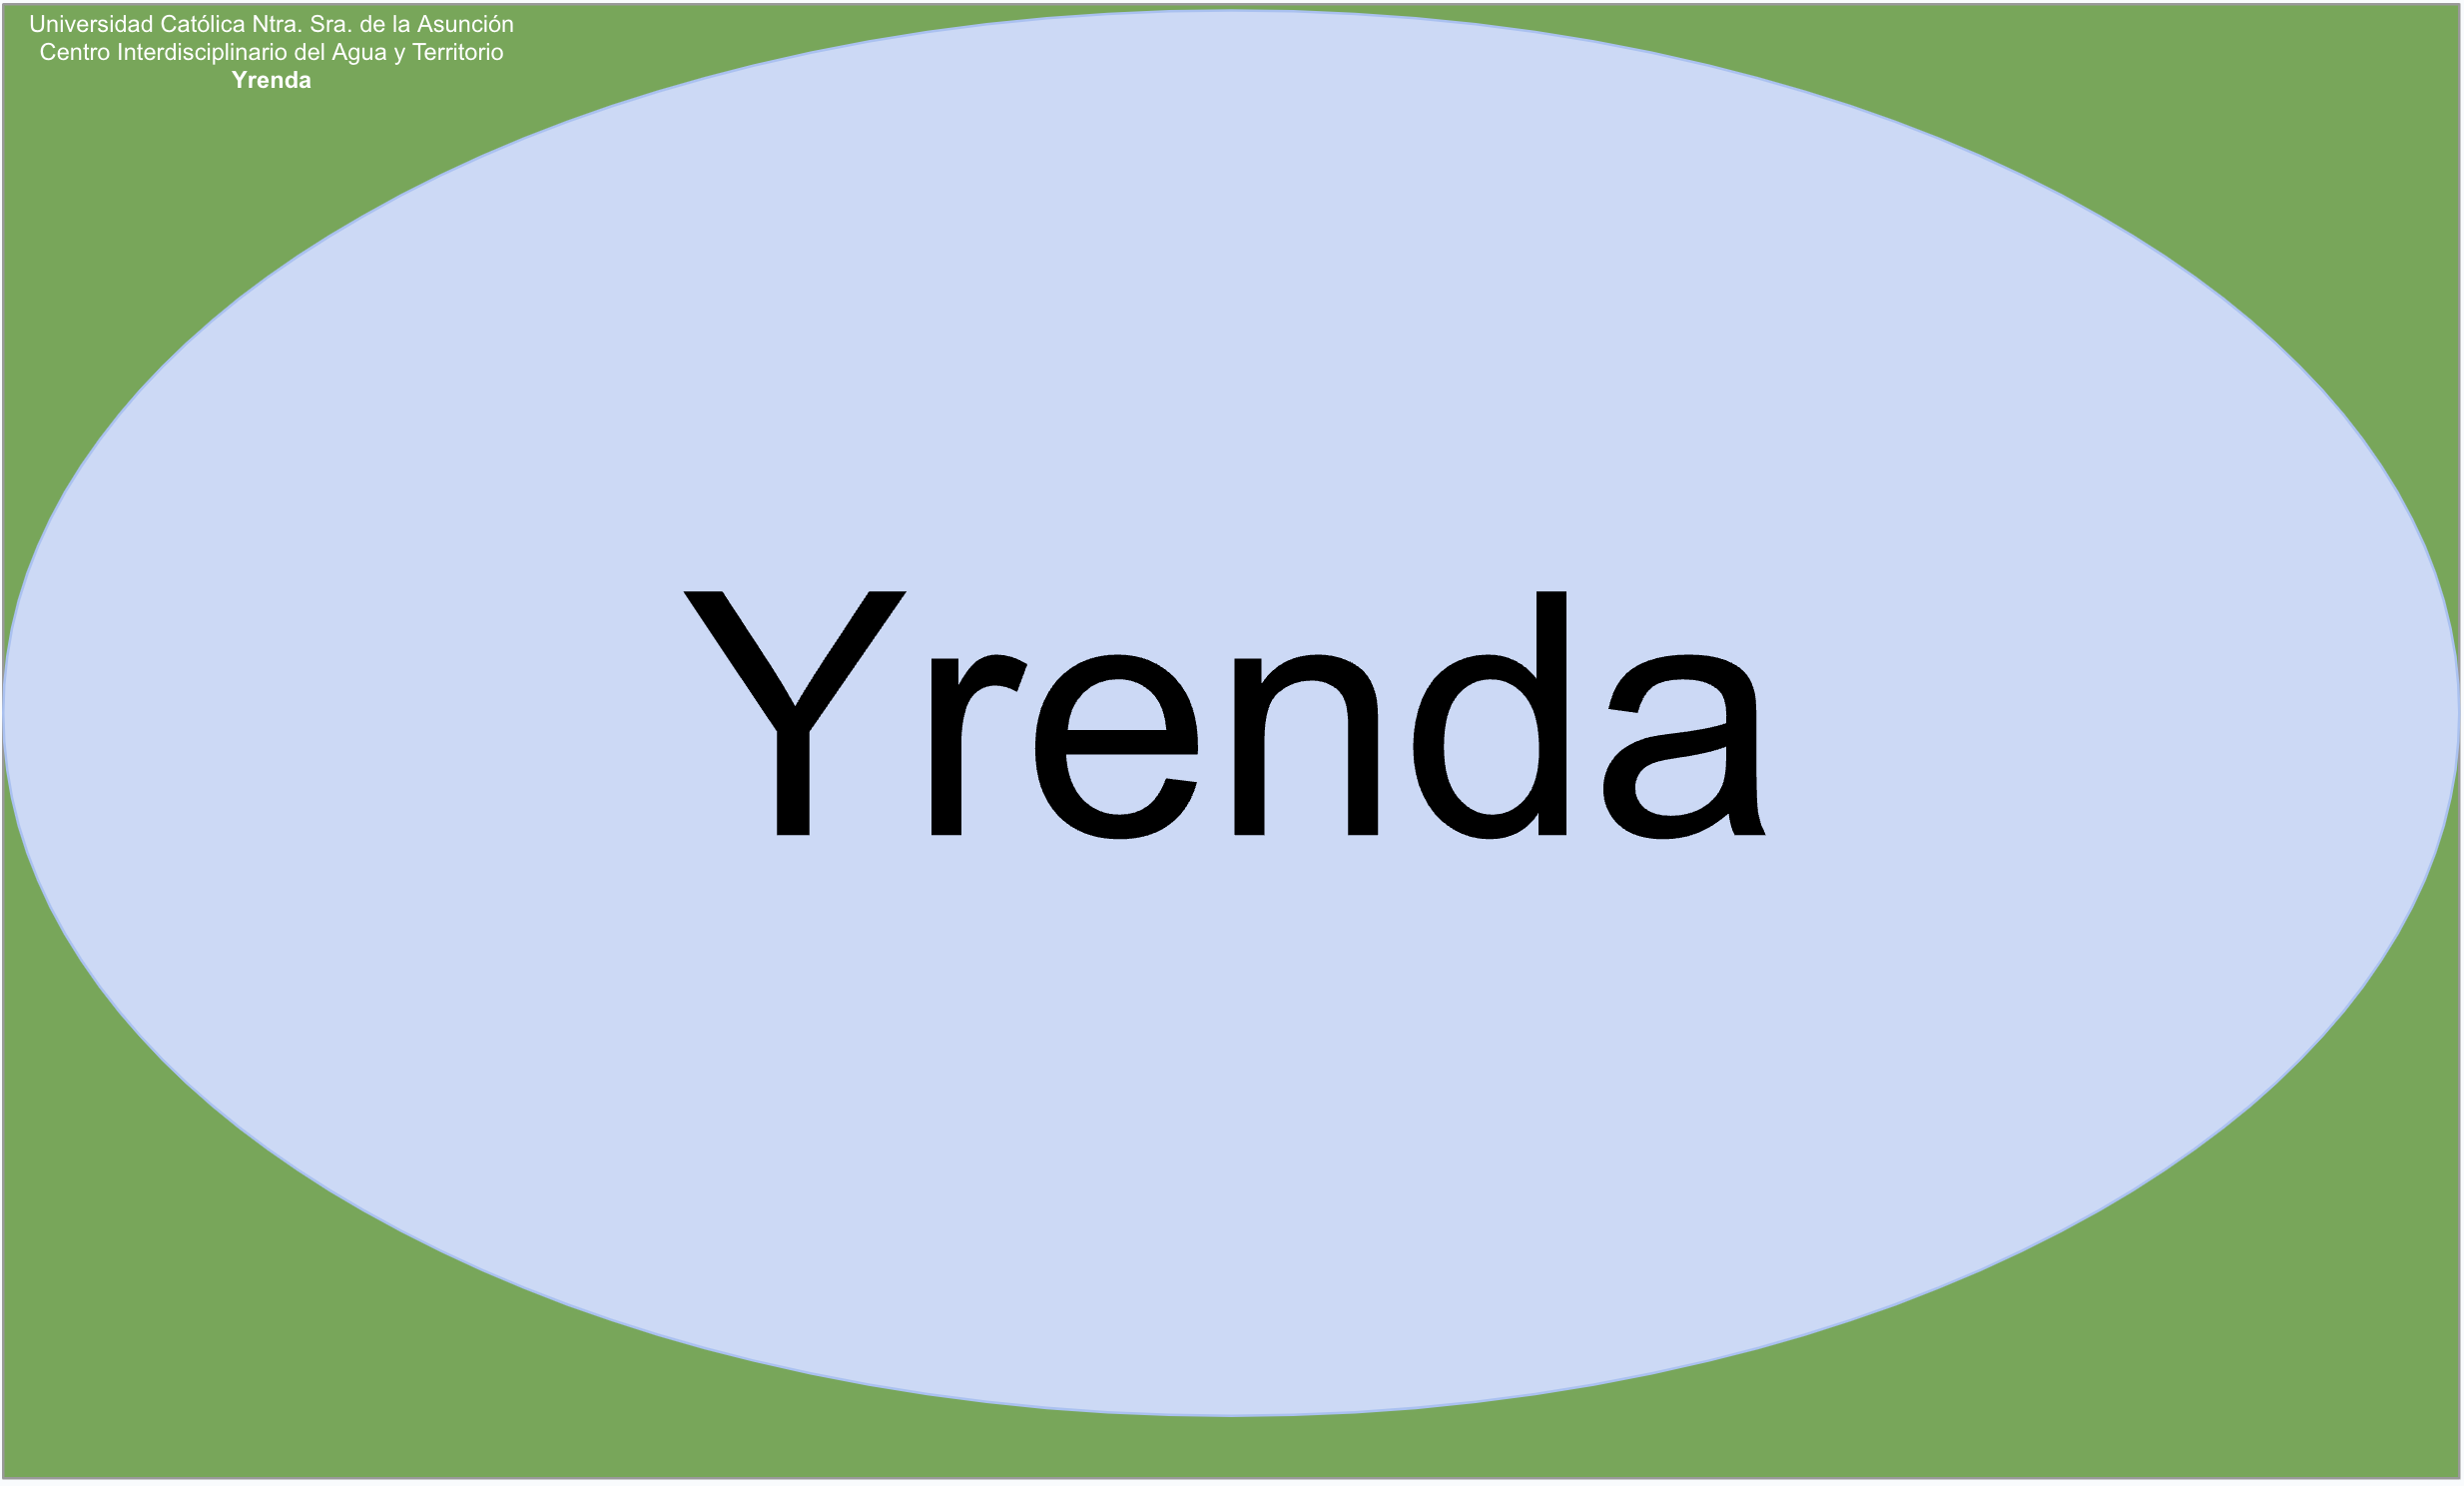 Universidad Católica Ntra. Sra. de la Asunción
Centro Interdisciplinario del Agua y Territorio
Yrenda
Yrenda